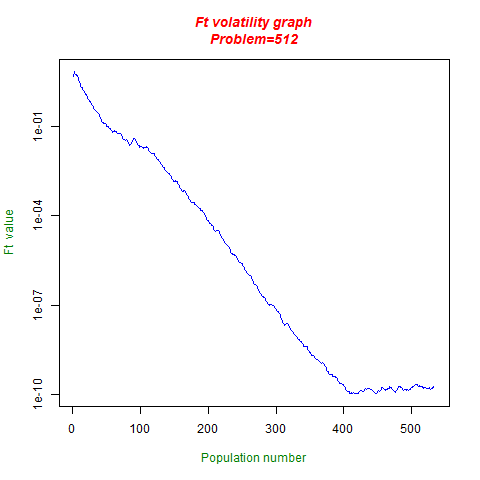 Ft volatility graph
Problem=512
1e-01
1e-04
1e-07
1e-10
Ft value
0 100 200 300 400 500
Population number